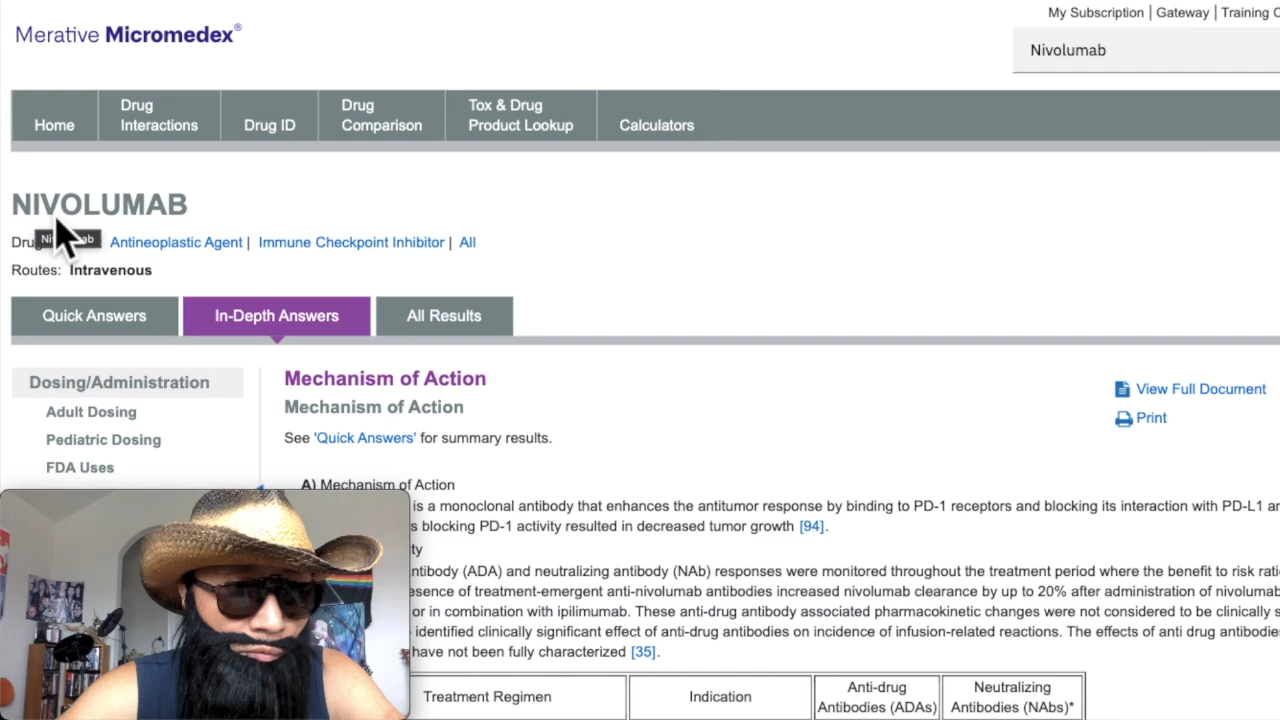 My Subscription | Gateway | Training
Merative Micromedex®
Nivolumab
Home
Drug
Interactions
Drug ID
Drug
Comparison
Tox & Drug
Product Lookup
Calculators
NIVOLUMAB
Antineoplastic Agent | Immune Checkpoint Inhibitor | All
Routes: Intravenous
Quick Answers
In-Depth Answers
All Results
Dosing/Administration
Adult Dosing
Pediatric Dosing
FDA Uses
Mechanism of Action
Mechanism of Action
See 'Quick Answers' for summary results.
View Full Document
Print
A) Mechanism of Action
is a monoclonal antibody that enhances the antitumor response by binding to PD-1 receptors and blocking its interaction with PD-L1
s blocking PD-1 activity resulted in decreased tumor growth [94].
ty
ntibody (ADA) and neutralizing antibody (NAb) responses were monitored throughout the treatment period where the benefit to risk
esence of treatment-emergent anti-nivolumab antibodies increased nivolumab clearance by up to 20% after administration of nivolumab
or in combination with ipilimumab. These anti-drug antibody associated pharmacokinetic changes were not considered to be clinically
identified clinically significant effect of anti-drug antibodies on incidence of infusion-related reactions. The effects of anti drug antibodie
have not been fully characterized [35].
Treatment Regimen
Indication
Anti-drug
Antibodies (ADAs)
Neutralizing
Antibodies (NAbs)*